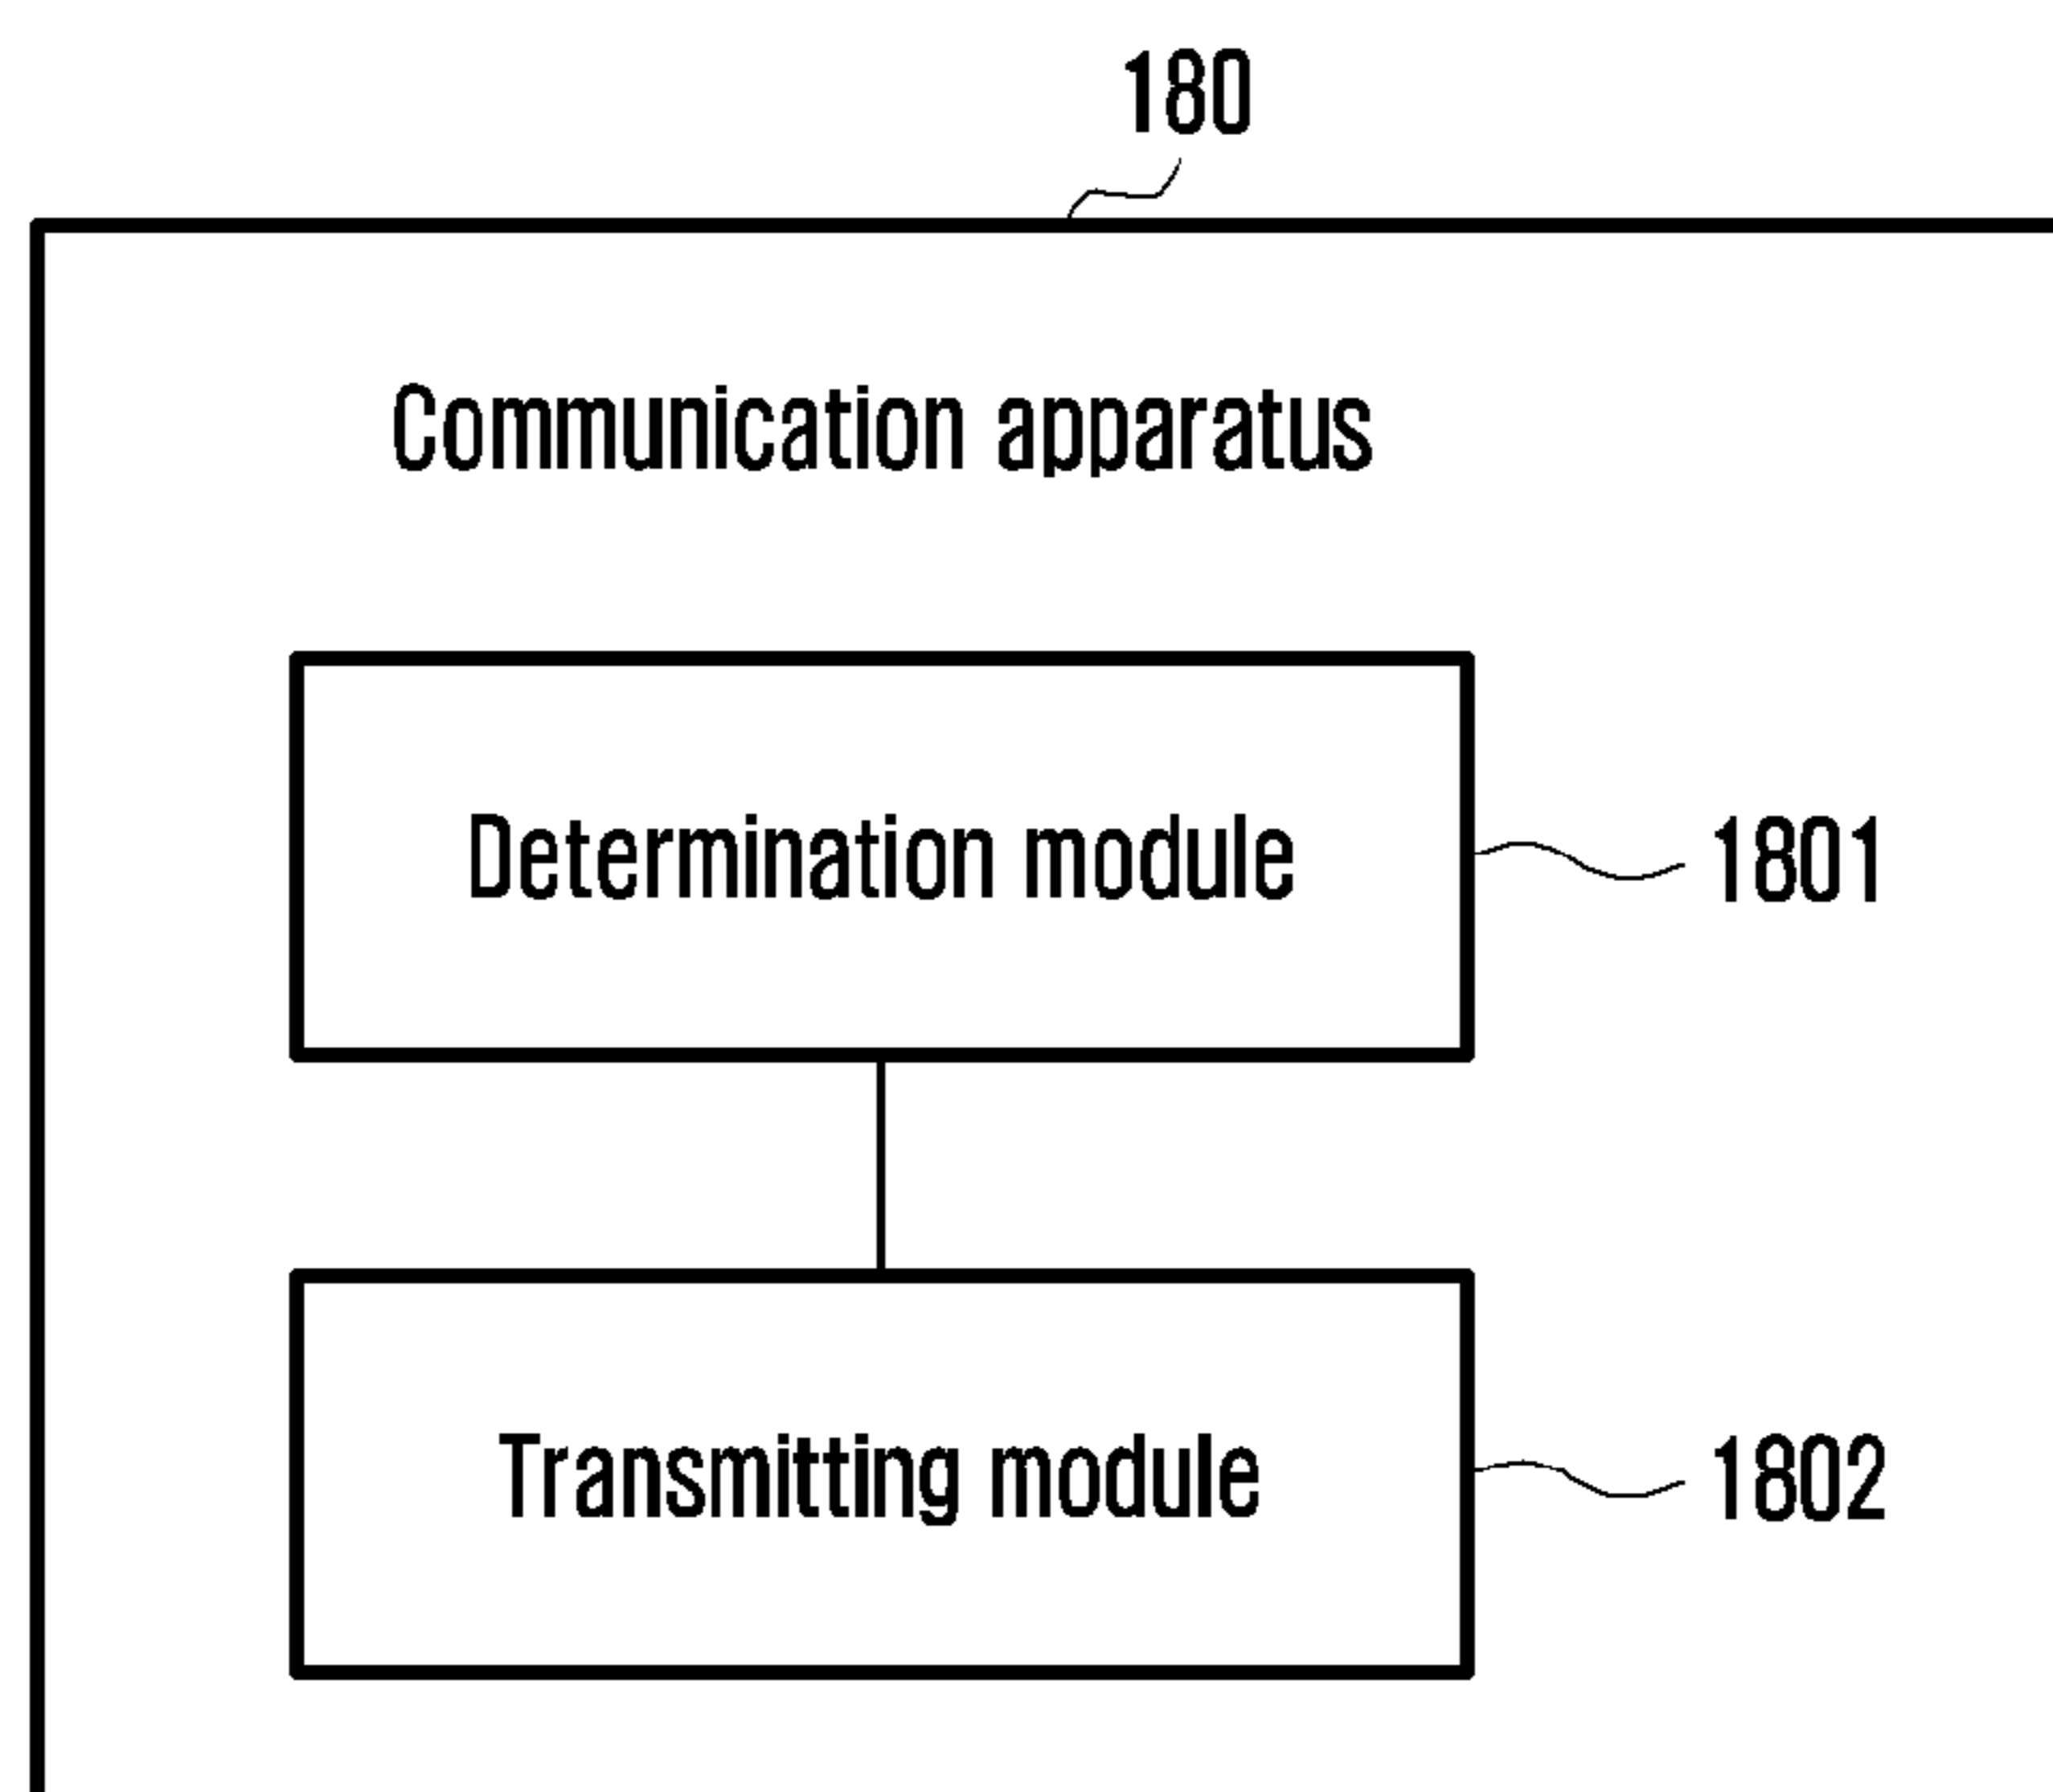 180
Communication apparatus
Determination module
1801
Transmitting module
1802